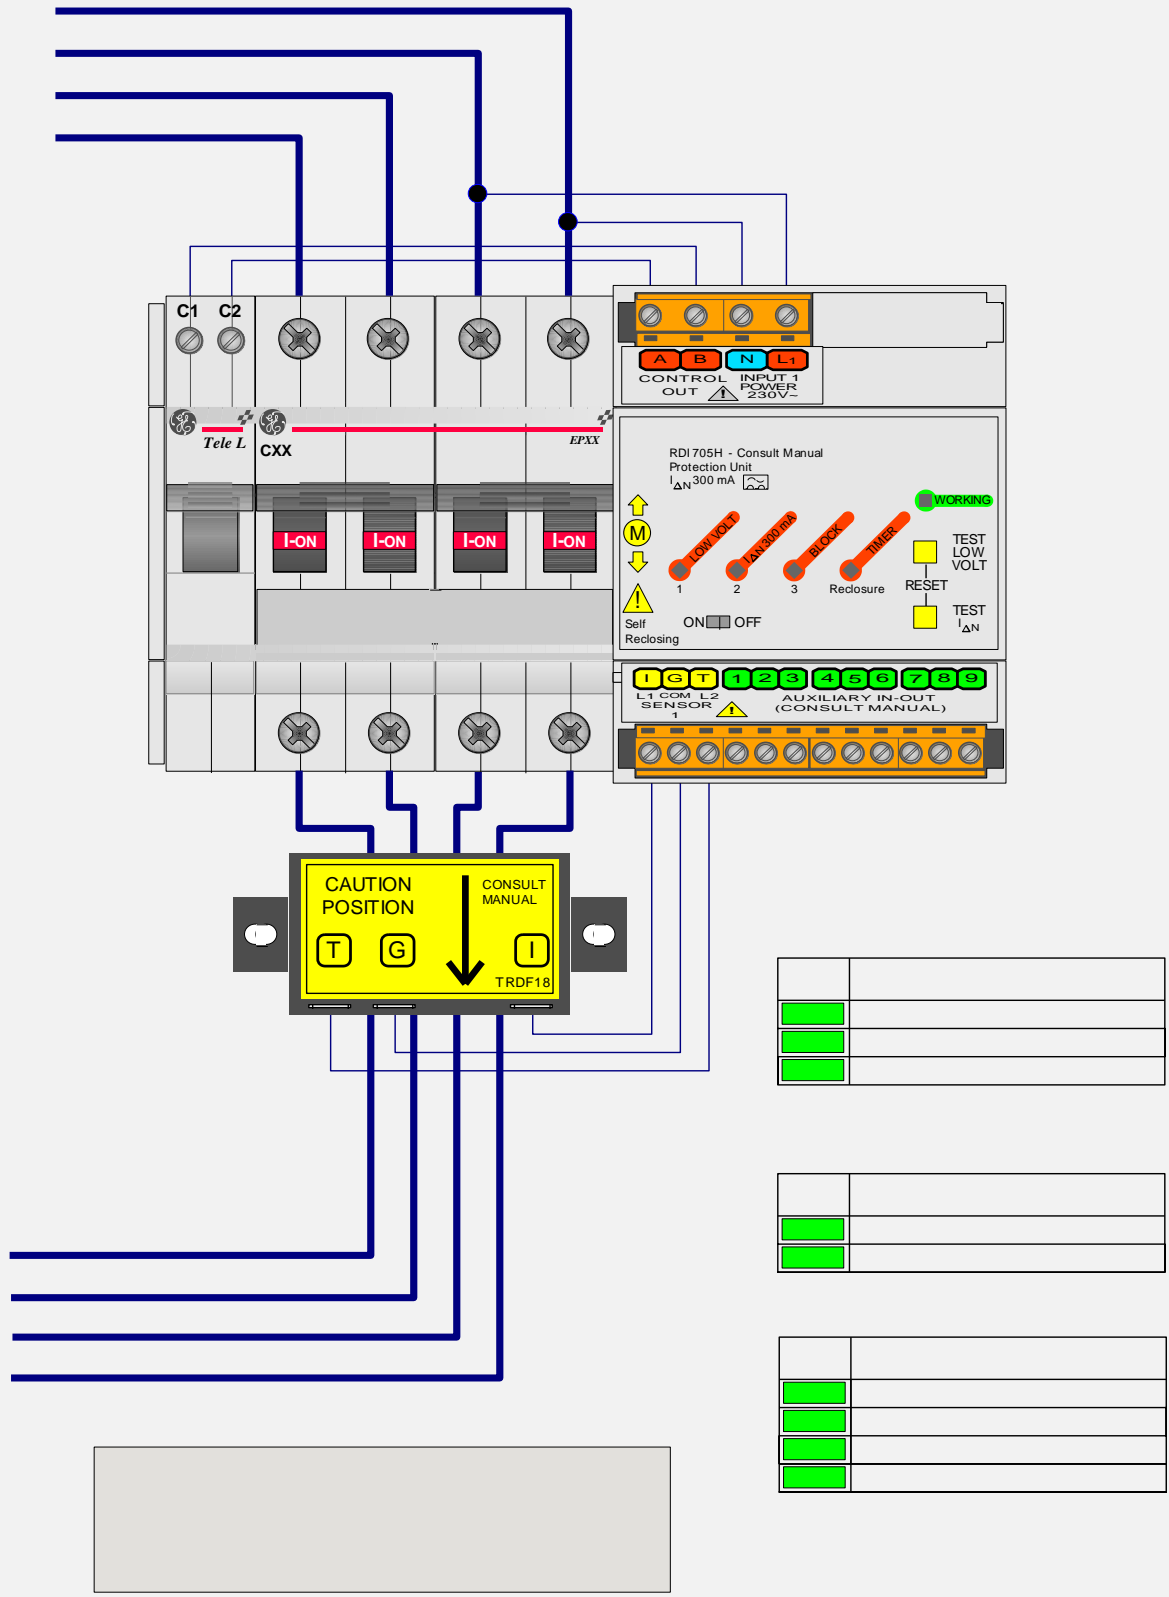 C1 C2
A B N L1
CONTROL OUT
INPUT 1
POWER
230V~
Tele L
CXX
EPXX
RDI 705H - Consult Manual
Protection Unit
I△N 300 mA
WORKING
M
LOW VOLT
I△N 300 mA
BLOCK
TIMER
TEST
LOW
VOLT
1 2 3 Reclosure
RESET
I-ON I-ON I-ON I-ON
!
Self
Reclosing
ON OFF
TEST
I△N
I G T 1 2 3 4 5 6 7 8 9
L1 COM L2
SENSOR
1
!
AUXILIARY IN-OUT
(CONSULT MANUAL)
CAUTION
POSITION
CONSULT
MANUAL
T G I
TRDF18